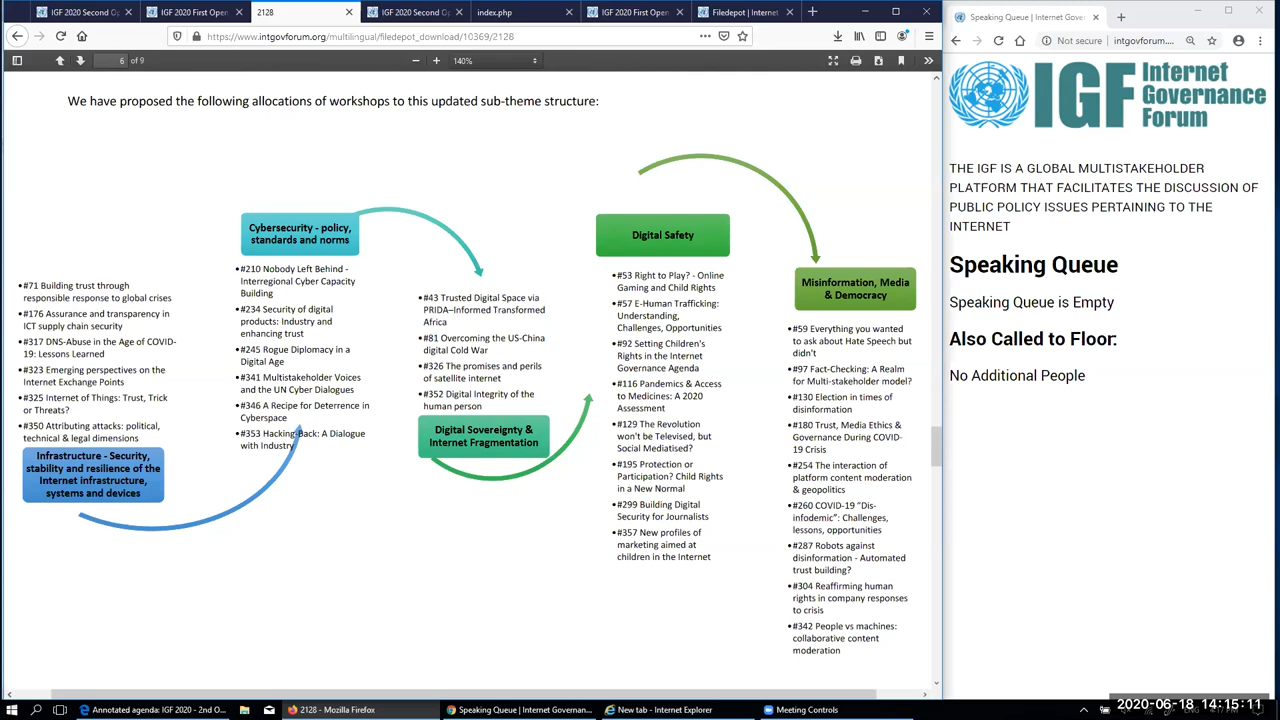 IGF 2020 Second Op
IGF 2020 First Open
2128
IGF 2020 Second O
index.php
IGF 2020 First Open
Filedepot | Internet
https://www.intgovforum.org/multilingual/filedepot_download/10369/2128
6 of 9
140%
We have proposed the following allocations of workshops to this updated sub-theme structure:
•#71 Building trust through
responsible response to global crises
•#176 Assurance and transparency in
ICT supply chain security
•#317 DNS-Abuse in the Age of COVID-
19: Lessons Learned
•#323 Emerging perspectives on the
Internet Exchange Points
•#325 Internet of Things: Trust, Trick
or Threats?
•#350 Attributing attacks: political,
technical & legal dimensions
Infrastructure - Security,
stability and resilience of the
Internet infrastructure,
systems and devices
Cybersecurity - policy,
standards and norms
•#210 Nobody Left Behind -
Interregional Cyber Capacity
Building
•#234 Security of digital
products: Industry and
enhancing trust
•#245 Rogue Diplomacy in a
Digital Age
•#341 Multistakeholder Voices
and the UN Cyber Dialogues
•#346 A Recipe for Deterrence in
Cyberspace
•#353 Hacking-Back: A Dialogue
with Industry
•#43 Trusted Digital Space via
PRIDA–Informed Transformed
Africa
•#81 Overcoming the US-China
digital Cold War
•#326 The promises and perils
of satellite internet
•#352 Digital Integrity of the
human person
Digital Sovereignty &
Internet Fragmentation
Digital Safety
•#53 Right to Play? - Online
Gaming and Child Rights
•#57 E-Human Trafficking:
Understanding,
Challenges, Opportunities
•#92 Setting Children's
Rights in the Internet
Governance Agenda
•#116 Pandemics & Access
to Medicines: A 2020
Assessment
•#129 The Revolution
won't be Televised, but
Social Mediatised?
•#195 Protection or
Participation? Child Rights
in a New Normal
•#299 Building Digital
Security for Journalists
•#357 New profiles of
marketing aimed at
children in the Internet
Misinformation, Media
& Democracy
•#59 Everything you wanted
to ask about Hate Speech but
didn't
•#97 Fact-Checking: A Realm
for Multi-stakeholder model?
•#130 Election in times of
disinformation
•#180 Trust, Media Ethics &
Governance During COVID-
19 Crisis
•#254 The interaction of
platform content moderation
& geopolitics
•#260 COVID-19 "Dis-
infodemic": Challenges,
lessons, opportunities
•#287 Robots against
disinformation - Automated
trust building?
•#304 Reaffirming human
rights in company responses
to crisis
•#342 People vs machines:
collaborative content
moderation
Speaking Queue | Internet Gover
Not secure | intgovforum....
IGF
Internet
Governance
Forum
THE IGF IS A GLOBAL MULTISTAKEHOLDER
PLATFORM THAT FACILITATES THE DISCUSSION OF
PUBLIC POLICY ISSUES PERTAINING TO THE
INTERNET
Speaking Queue
Speaking Queue is Empty
Also Called to Floor:
No Additional People
Annotated agenda: IGF 2020 - 2nd O...
2128 - Mozilla Firefox
Speaking Queue | Internet Governan...
New tab - Internet Explorer
Meeting Controls
2020-06-18 14:15:11